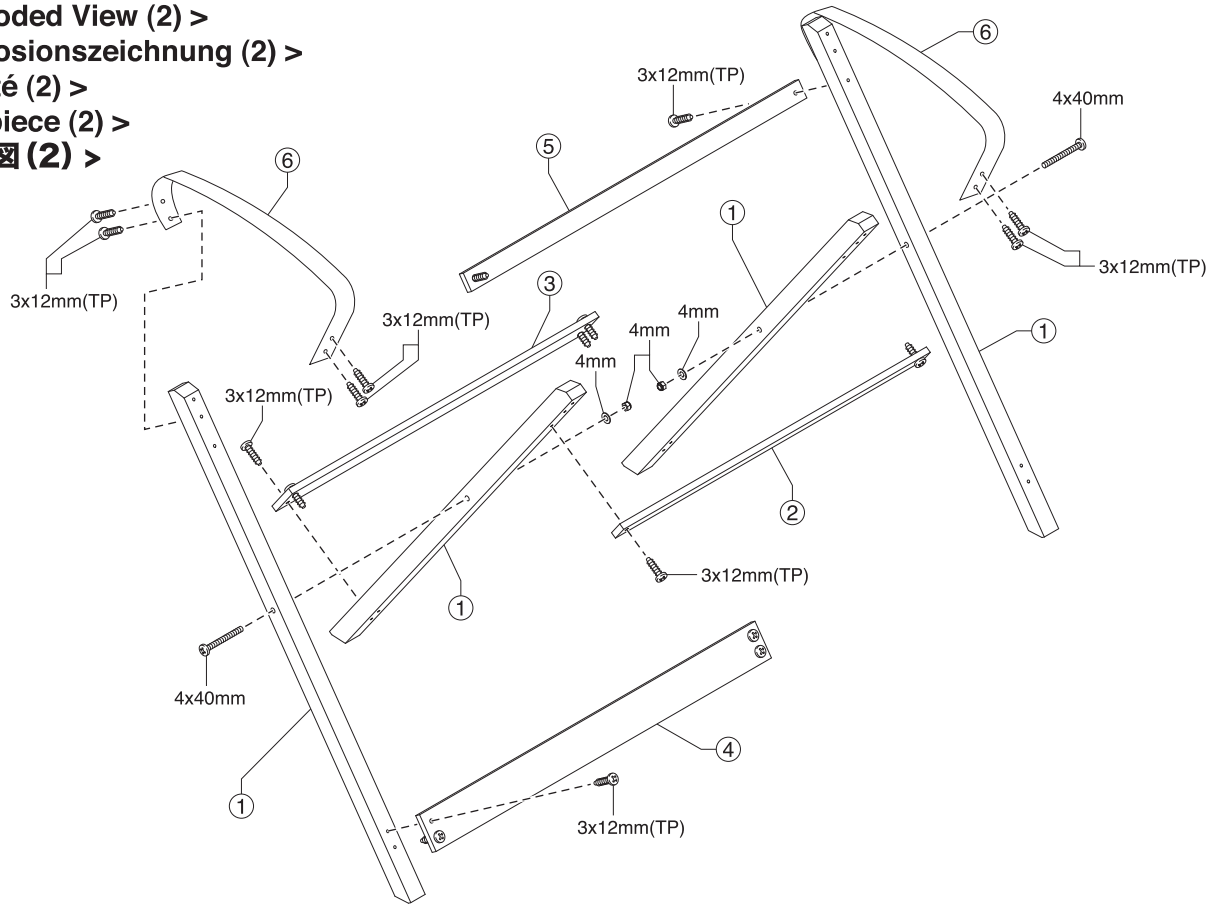 oded View (2) >
osionszeichnung (2) >
té (2) >
piece (2) >
図 (2) >
6
3x12mm(TP)
4x40mm
5
6
1
3x12mm(TP)
3x12mm(TP)
3
4mm
4mm
3x12mm(TP)
1
4mm
3x12mm(TP)
2
3x12mm(TP)
1
4x40mm
4
1
3x12mm(TP)